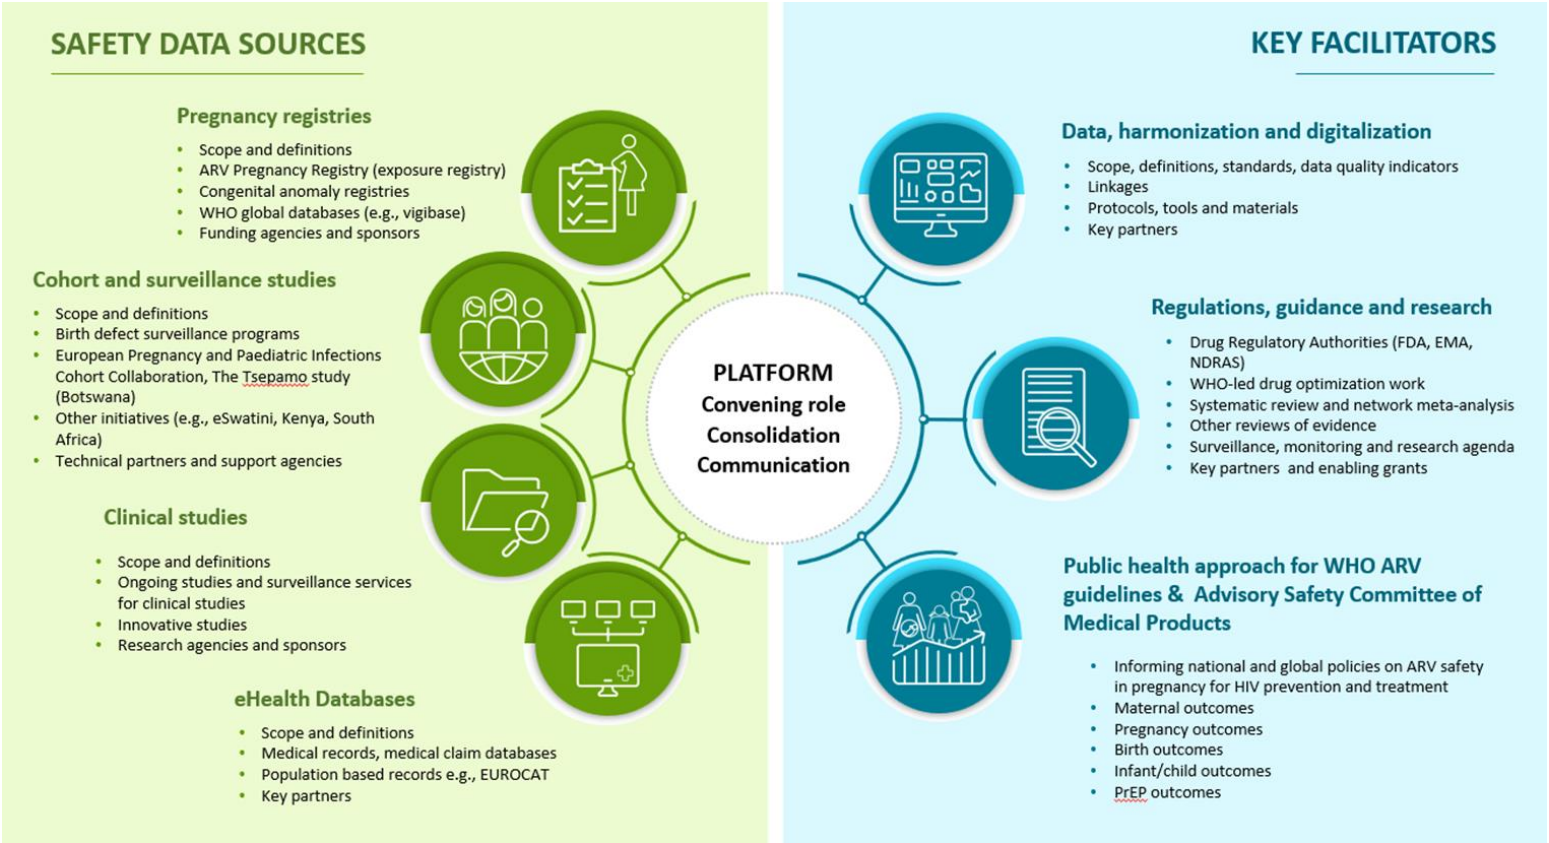 SAFETY DATA SOURCES
Pregnancy registries
• Scope and definitions
• ARV Pregnancy Registry (exposure registry)
• Congenital anomaly registries
• WHO global databases (e.g., vigibase)
• Funding agencies and sponsors
Cohort and surveillance studies
• Scope and definitions
• Birth defect surveillance programs
• European Pregnancy and Paediatric Infections
Cohort Collaboration, The Tsepamo study
(Botswana)
• Other initiatives (e.g., eSwatini, Kenya, South
Africa)
• Technical partners and support agencies
Clinical studies
• Scope and definitions
• Ongoing studies and surveillance services
for clinical studies
• Innovative studies
• Research agencies and sponsors
eHealth Databases
• Scope and definitions
• Medical records, medical claim databases
• Population based records e.g., EUROCAT
• Key partners
PLATFORM
Convening role
Consolidation
Communication
KEY FACILITATORS
Data, harmonization and digitalization
• Scope, definitions, standards, data quality indicators
• Linkages
• Protocols, tools and materials
• Key partners
Regulations, guidance and research
• Drug Regulatory Authorities (FDA, EMA,
NDRAS)
• WHO-led drug optimization work
• Systematic review and network meta-analysis
• Other reviews of evidence
• Surveillance, monitoring and research agenda
• Key partners  and enabling grants
Public health approach for WHO ARV
guidelines &  Advisory Safety Committee of
Medical Products
• Informing national and global policies on ARV safety
in pregnancy for HIV prevention and treatment
• Maternal outcomes
• Pregnancy outcomes
• Birth outcomes
• Infant/child outcomes
• PrEP outcomes